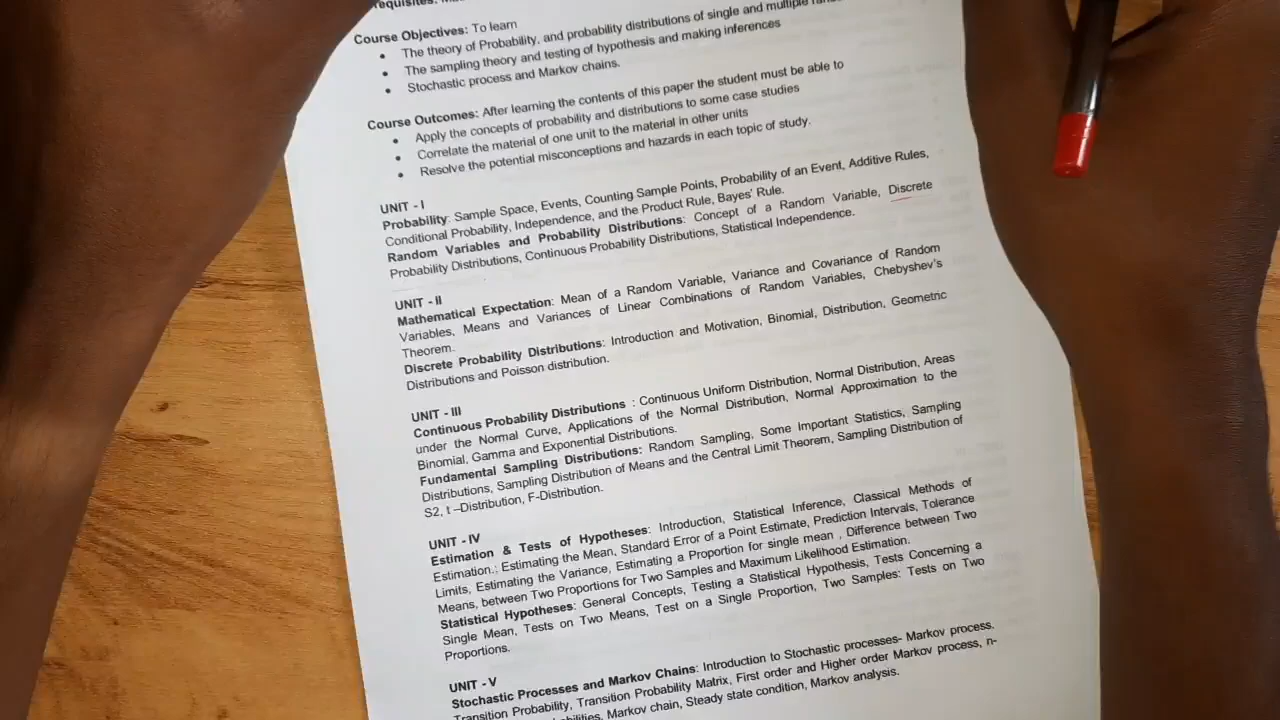 Course Objectives: To learn
• The theory of Probability, and probability distributions of single and multiple
• The sampling theory and testing of hypothesis and making inferences
• Stochastic process and Markov chains.
Course Outcomes: After learning the contents of this paper the student must be able to
• Apply the concepts of probability and distributions to some case studies
• Correlate the material of one unit to the material in other units
• Resolve the potential misconceptions and hazards in each topic of study.
UNIT - I
Probability: Sample Space, Events, Counting Sample Points, Probability of an Event, Additive Rules,
Conditional Probability, Independence, and the Product Rule, Bayes' Rule.
Random Variables and Probability Distributions: Concept of a Random Variable, Discrete
Probability Distributions, Continuous Probability Distributions, Statistical Independence.
UNIT - II
Mathematical Expectation: Mean of a Random Variable, Variance and Covariance of Random
Variables, Means and Variances of Linear Combinations of Random Variables, Chebyshev's
Theorem.
Discrete Probability Distributions: Introduction and Motivation, Binomial, Distribution, Geometric
Distributions and Poisson distribution.
UNIT - III
Continuous Probability Distributions : Continuous Uniform Distribution, Normal Distribution, Areas
under the Normal Curve, Applications of the Normal Distribution, Normal Approximation to the
Binomial, Gamma and Exponential Distributions.
Fundamental Sampling Distributions: Random Sampling, Some Important Statistics, Sampling
Distributions, Sampling Distribution of Means and the Central Limit Theorem, Sampling Distribution of
S2, t –Distribution, F-Distribution.
UNIT - IV
Estimation & Tests of Hypotheses: Introduction, Statistical Inference, Classical Methods of
Estimation.: Estimating the Mean, Standard Error of a Point Estimate, Prediction Intervals, Tolerance
Limits, Estimating the Variance, Estimating a Proportion for single mean , Difference between Two
Means, between Two Proportions for Two Samples and Maximum Likelihood Estimation.
Statistical Hypotheses: General Concepts, Testing a Statistical Hypothesis, Tests Concerning a
Single Mean, Tests on Two Means, Test on a Single Proportion, Two Samples: Tests on Two
Proportions.
UNIT - V
Stochastic Processes and Markov Chains: Introduction to Stochastic processes- Markov process.
Transition Probability, Transition Probability Matrix, First order and Higher order Markov process, n-
Markov chain, Steady state condition, Markov analysis.